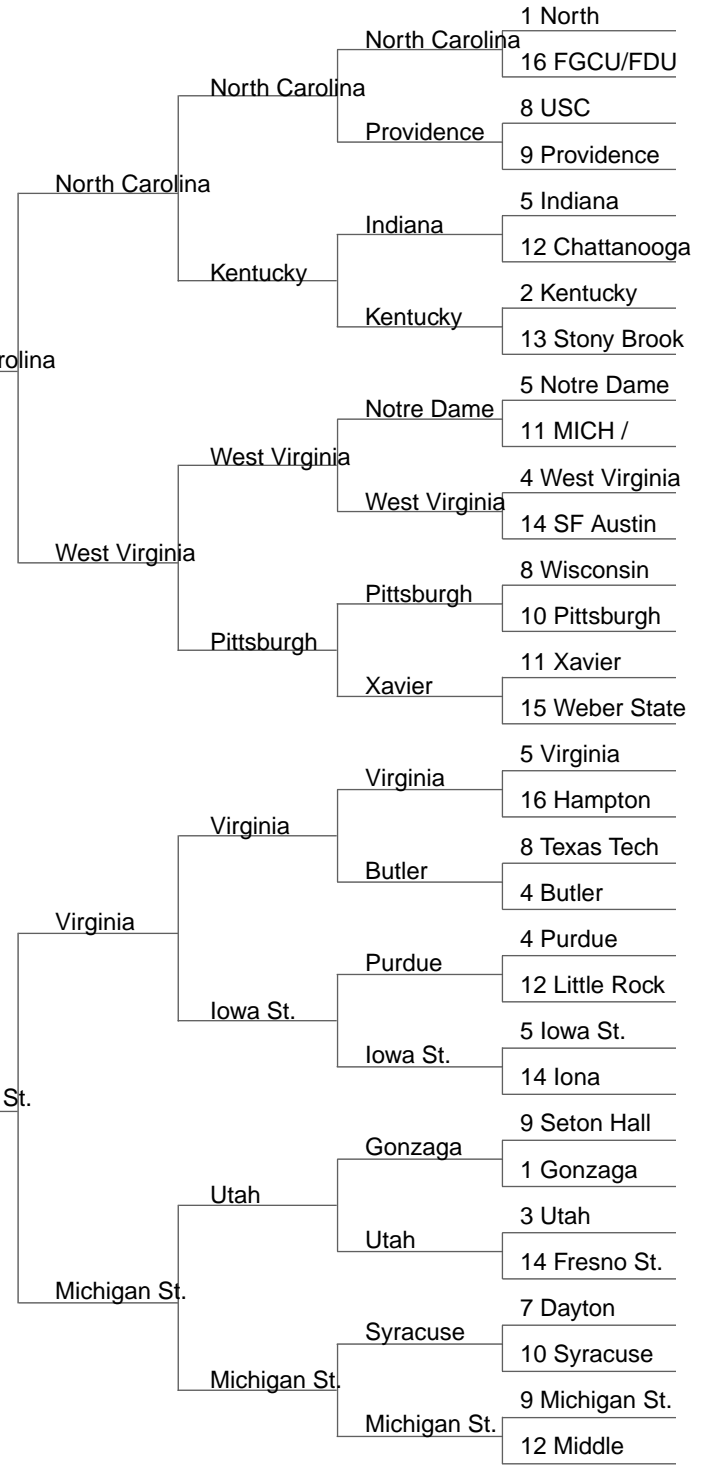 1 North
North Carolina
16 FGCU/FDU
North Carolina
8 USC
Providence
9 Providence
North Carolina
5 Indiana
Indiana
12 Chattanooga
Kentucky
2 Kentucky
Kentucky
13 Stony Brook
rolina
5 Notre Dame
Notre Dame
11 MICH /
West Virginia
4 West Virginia
West Virginia
14 SF Austin
West Virginia
8 Wisconsin
Pittsburgh
10 Pittsburgh
Pittsburgh
11 Xavier
Xavier
15 Weber State
5 Virginia
Virginia
16 Hampton
Virginia
8 Texas Tech
Butler
4 Butler
Virginia
4 Purdue
Purdue
12 Little Rock
Iowa St.
5 Iowa St.
Iowa St.
14 Iona
St.
9 Seton Hall
Gonzaga
1 Gonzaga
Utah
3 Utah
Utah
14 Fresno St.
Michigan St.
7 Dayton
Syracuse
10 Syracuse
Michigan St.
9 Michigan St.
Michigan St.
12 Middle